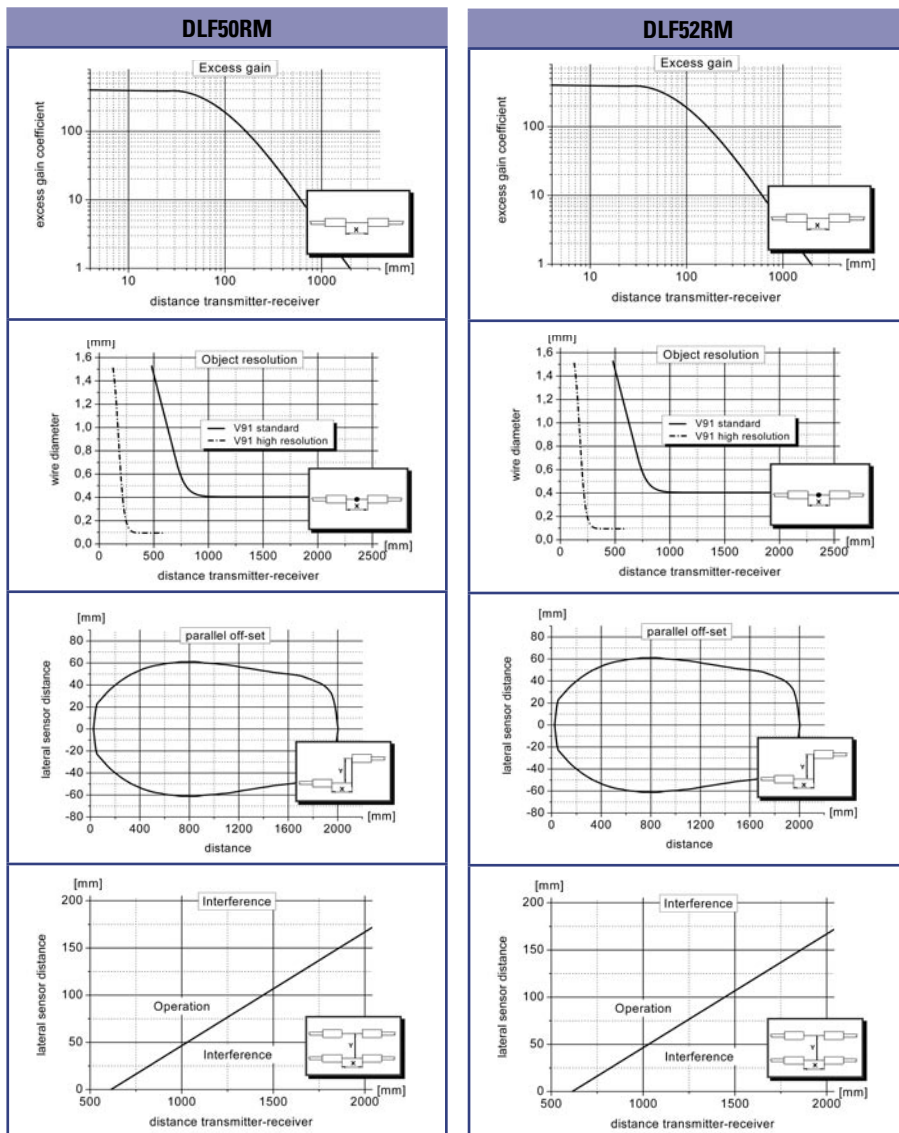 DLF50RM
Excess gain
excess gain coefficient
100
10
1
10
100
1000
[mm]
X
distance transmitter-receiver
[mm]
Object resolution
wire diameter
1,6
1,4
1,2
1,0
0,8
0,6
0,4
0,2
0,0
V91 standard
V91 high resolution
X
0
500
1000
1500
2000
2500
[mm]
distance transmitter-receiver
[mm]
parallel off-set
lateral sensor distance
80
60
40
20
0
-20
-40
-60
-80
Y
X
0
400
800
1200
1600
2000
[mm]
distance
[mm]
Interference
lateral sensor distance
200
150
100
50
0
Operation
Interference
Y
X
500
1000
1500
2000
[mm]
distance transmitter-receiver
DLF52RM
Excess gain
excess gain coefficient
100
10
1
10
100
1000
[mm]
X
distance transmitter-receiver
[mm]
Object resolution
wire diameter
1,6
1,4
1,2
1,0
0,8
0,6
0,4
0,2
0,0
V91 standard
V91 high resolution
X
0
500
1000
1500
2000
2500
[mm]
distance transmitter-receiver
[mm]
parallel off-set
lateral sensor distance
80
60
40
20
0
-20
-40
-60
-80
Y
X
0
400
800
1200
1600
2000
[mm]
distance
[mm]
Interference
lateral sensor distance
200
150
100
50
0
Operation
Interference
Y
X
500
1000
1500
2000
[mm]
distance transmitter-receiver